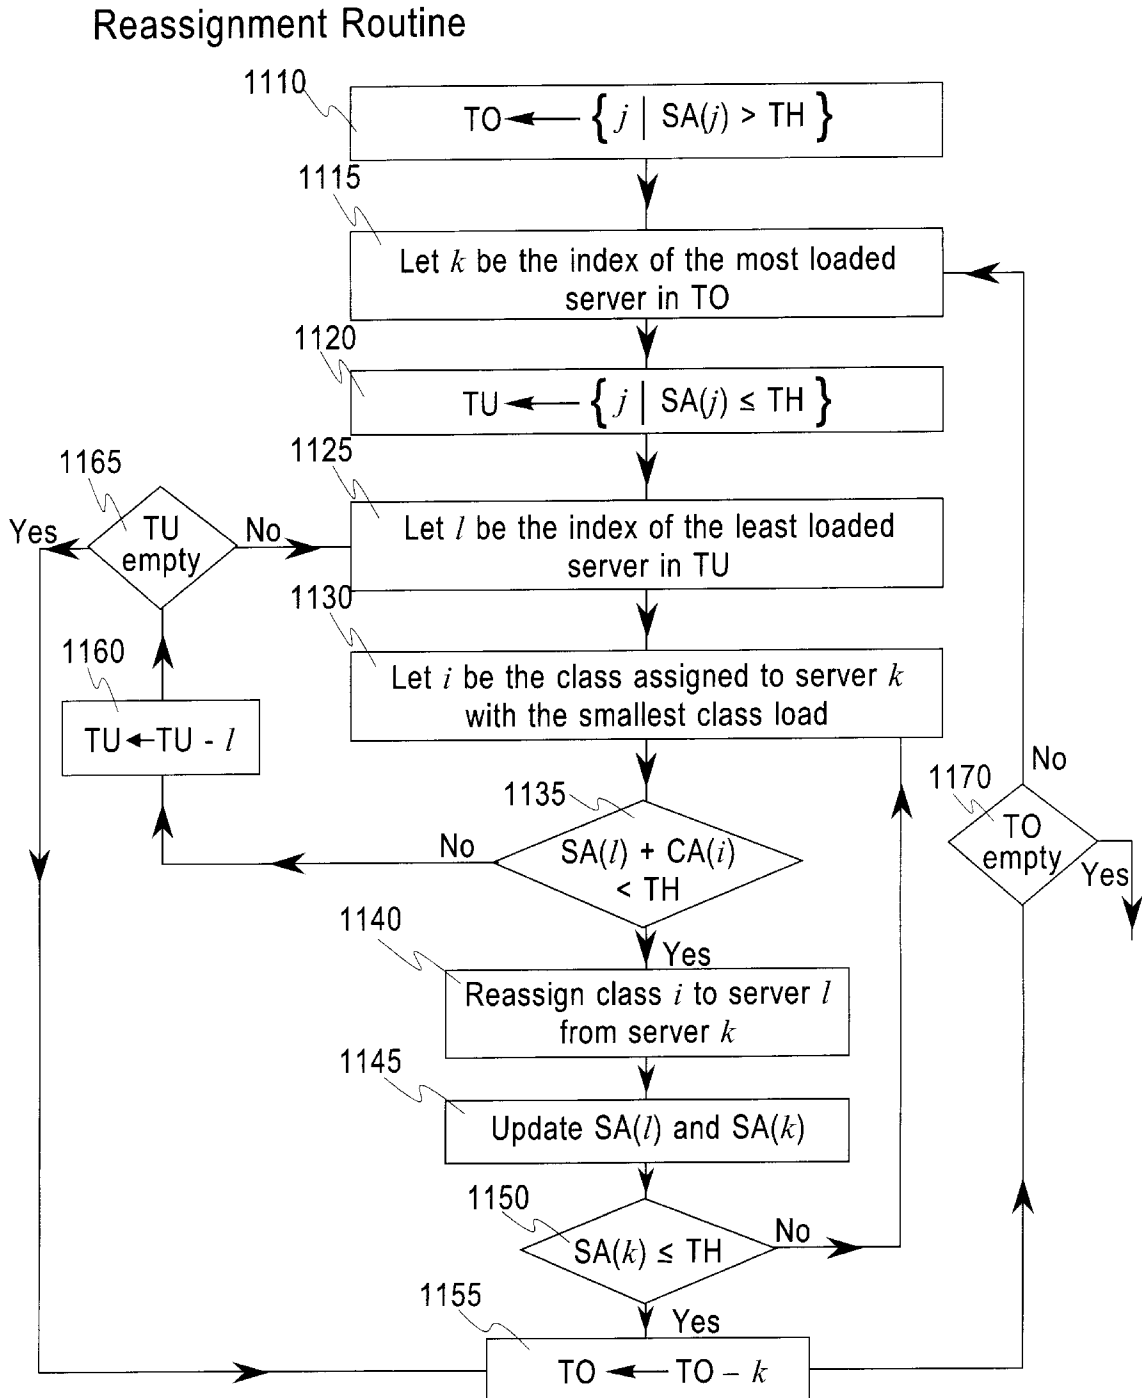 Reassignment Routine
1110
TO ← { j | SA(j) > TH }
1115
Let k be the index of the most loaded
server in TO
1120
TU ← { j | SA(j) ≤ TH }
1125
Let l be the index of the least loaded
server in TU
1165
TU
empty
Yes
No
1130
Let i be the class assigned to server k
with the smallest class load
1160
TU ← TU - l
1135
SA(l) + CA(i)
< TH
No
Yes
1170
TO
empty
No
Yes
1140
Reassign class i to server l
from server k
1145
Update SA(l) and SA(k)
1150
SA(k) ≤ TH
No
Yes
1155
TO ← TO – k